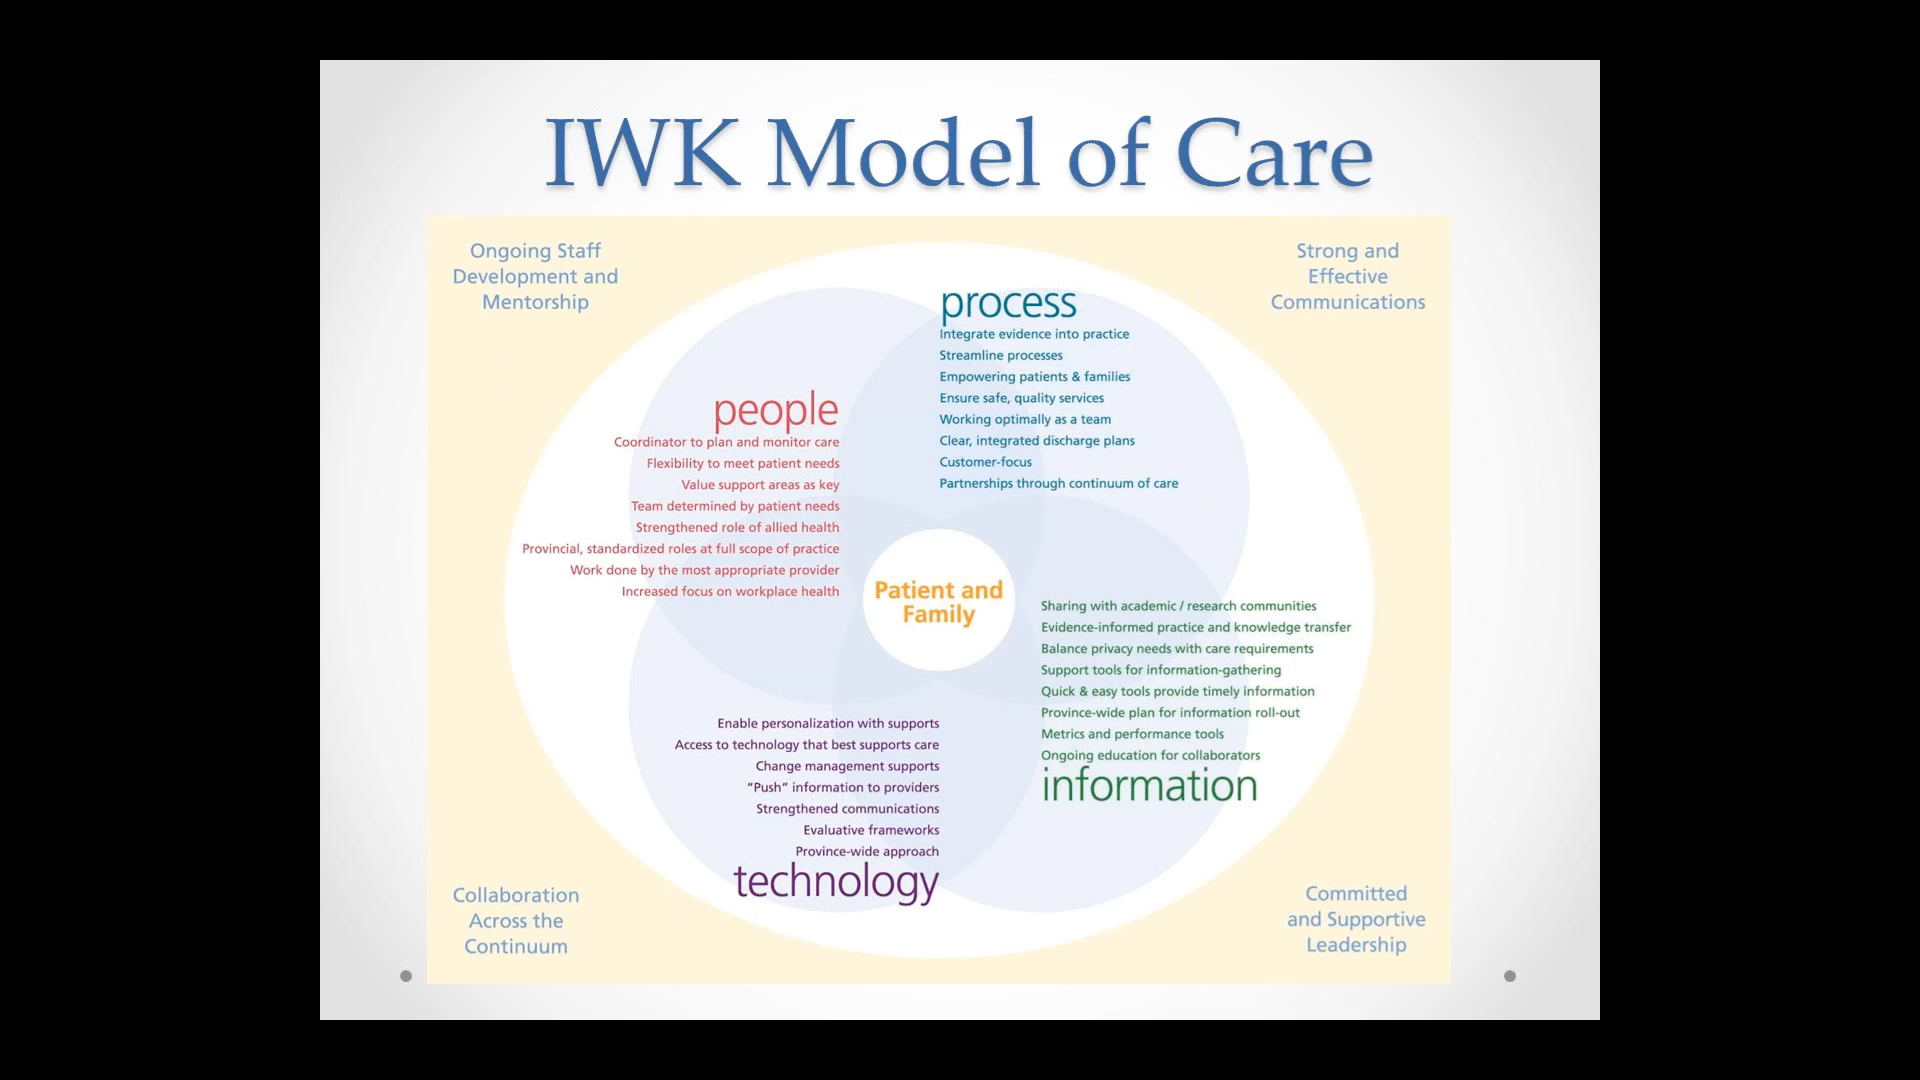 IWK Model of Care
Ongoing Staff
Development and
Mentorship
Strong and
Effective
Communications
process
Integrate evidence into practice
Streamline processes
Empowering patients & families
Ensure safe, quality services
Working optimally as a team
Clear, integrated discharge plans
Customer-focus
Partnerships through continuum of care
people
Coordinator to plan and monitor care
Flexibility to meet patient needs
Value support areas as key
Team determined by patient needs
Strengthened role of allied health
Provincial, standardized roles at full scope of practice
Work done by the most appropriate provider
Increased focus on workplace health
Patient and
Family
Sharing with academic / research communities
Evidence-informed practice and knowledge transfer
Balance privacy needs with care requirements
Support tools for information-gathering
Quick & easy tools provide timely information
Province-wide plan for information roll-out
Metrics and performance tools
Ongoing education for collaborators
information
Enable personalization with supports
Access to technology that best supports care
Change management supports
“Push” information to providers
Strengthened communications
Evaluative frameworks
Province-wide approach
technology
Collaboration
Across the
Continuum
Committed
and Supportive
Leadership